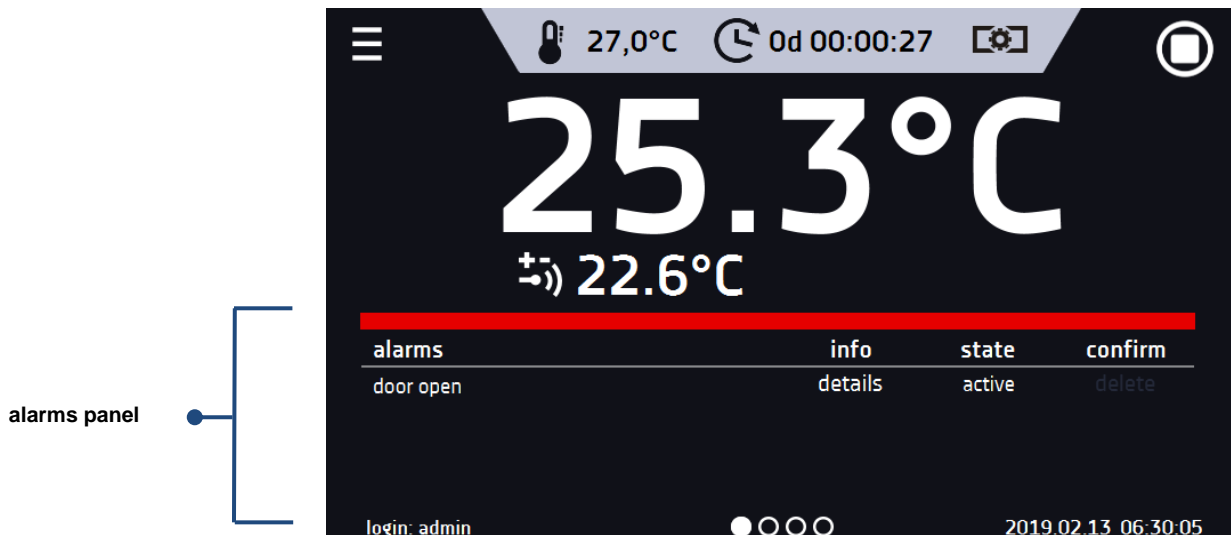 27,0°C 0d 00:00:27
25.3°C
22.6°C
alarms info state confirm
door open details active delete
alarms panel
login: admin 2019.02.13 06:30:05